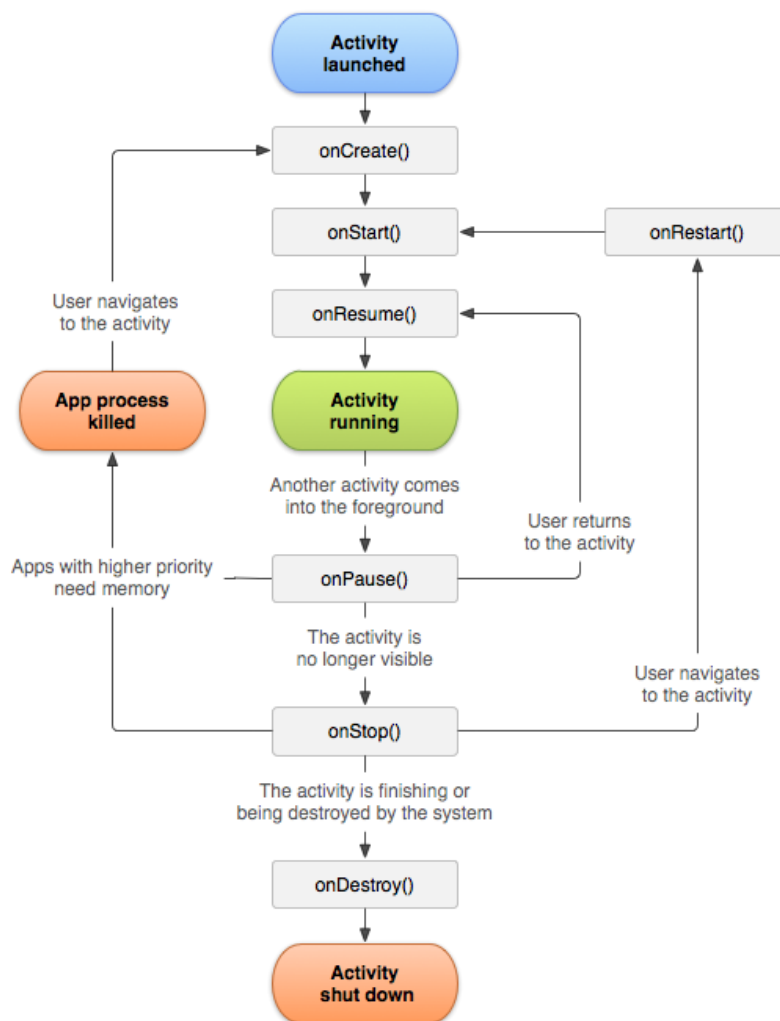 Activity
launched
onCreate()
onStart()
onRestart()
onResume()
User navigates
to the activity
App process
killed
Activity
running
Another activity comes
into the foreground
User returns
to the activity
Apps with higher priority
need memory
onPause()
The activity is
no longer visible
User navigates
to the activity
onStop()
The activity is finishing or
being destroyed by the system
onDestroy()
Activity
shut down